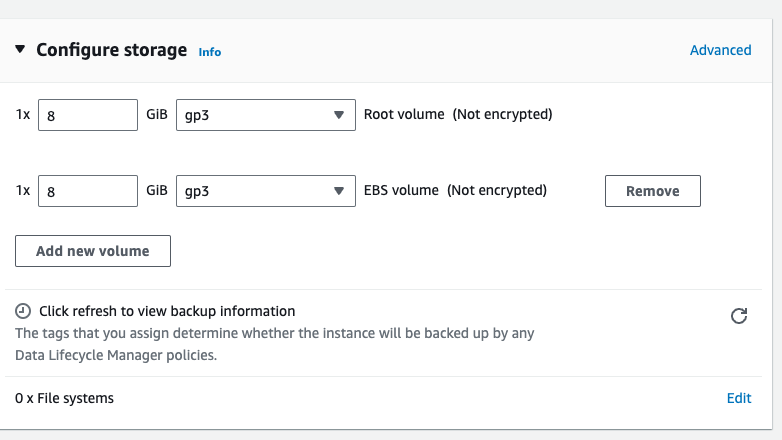 Configure storage Info Advanced
1x 8 GiB gp3 Root volume (Not encrypted)
1x 8 GiB gp3 EBS volume (Not encrypted) Remove
Add new volume
Click refresh to view backup information
The tags that you assign determine whether the instance will be backed up by any
Data Lifecycle Manager policies.
0 x File systems Edit